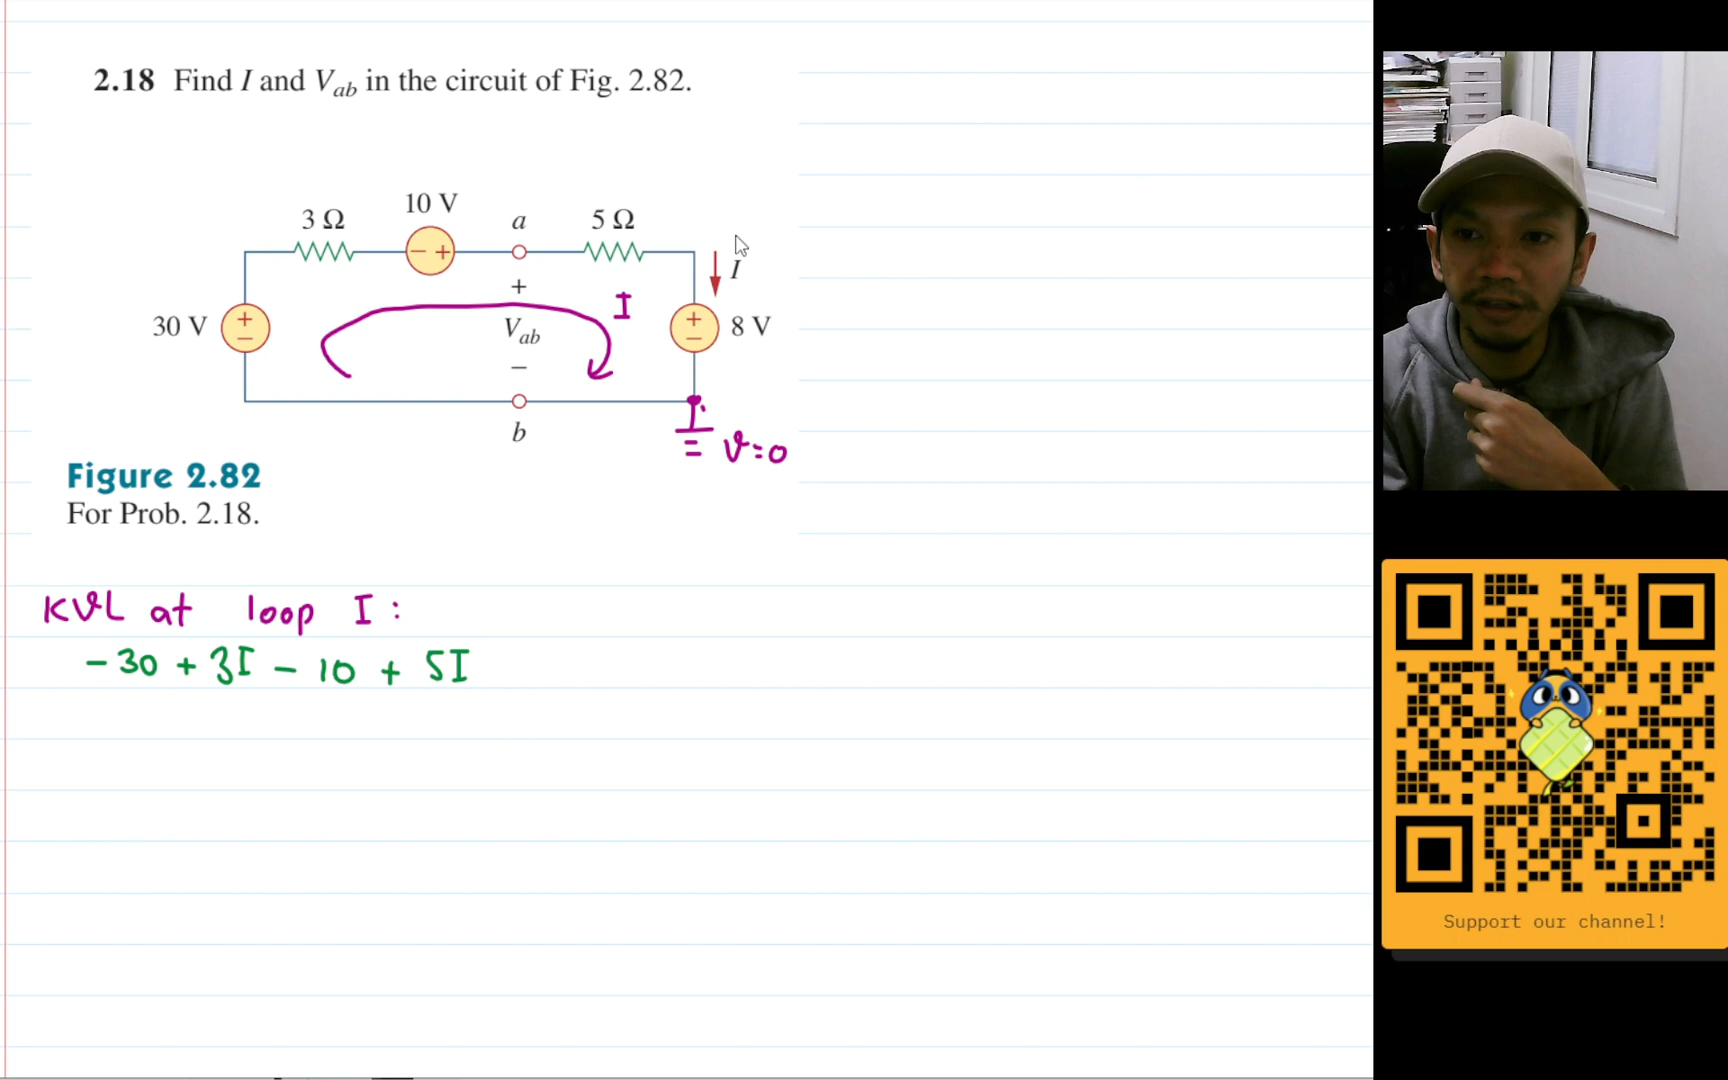 2.18 Find I and Vab in the circuit of Fig. 2.82.
10 V
3 Ω
a
5 Ω
I
+
I
30 V
+
−
− +
Vab
+
−
8 V
−
b
v=0
Figure 2.82
For Prob. 2.18.
KVL at loop I:
-30 + 3I - 10 + 5I
Support our channel!